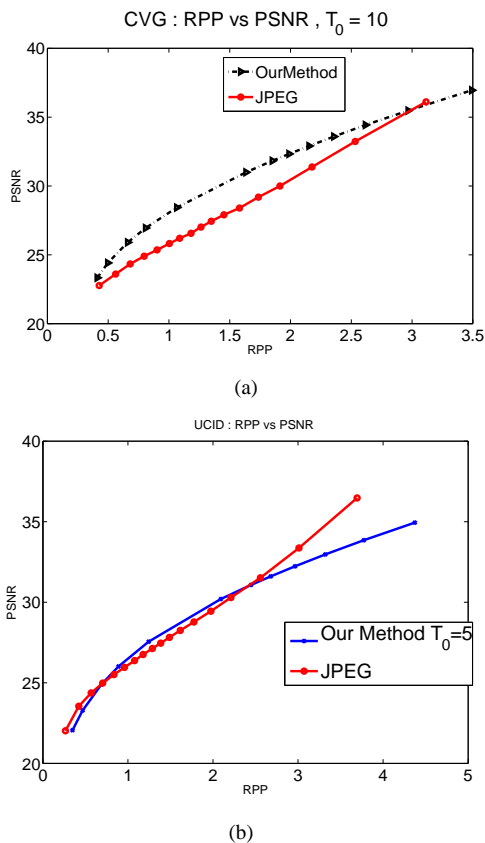 CVG : RPP vs PSNR , T₀ = 10
40
35
30
25
20
PSNR
OurMethod
JPEG
0 0.5 1 1.5 2 2.5 3 3.5
RPP
(a)
UCID : RPP vs PSNR
40
35
30
25
20
PSNR
Our Method T₀=5
JPEG
0 1 2 3 4 5
RPP
(b)